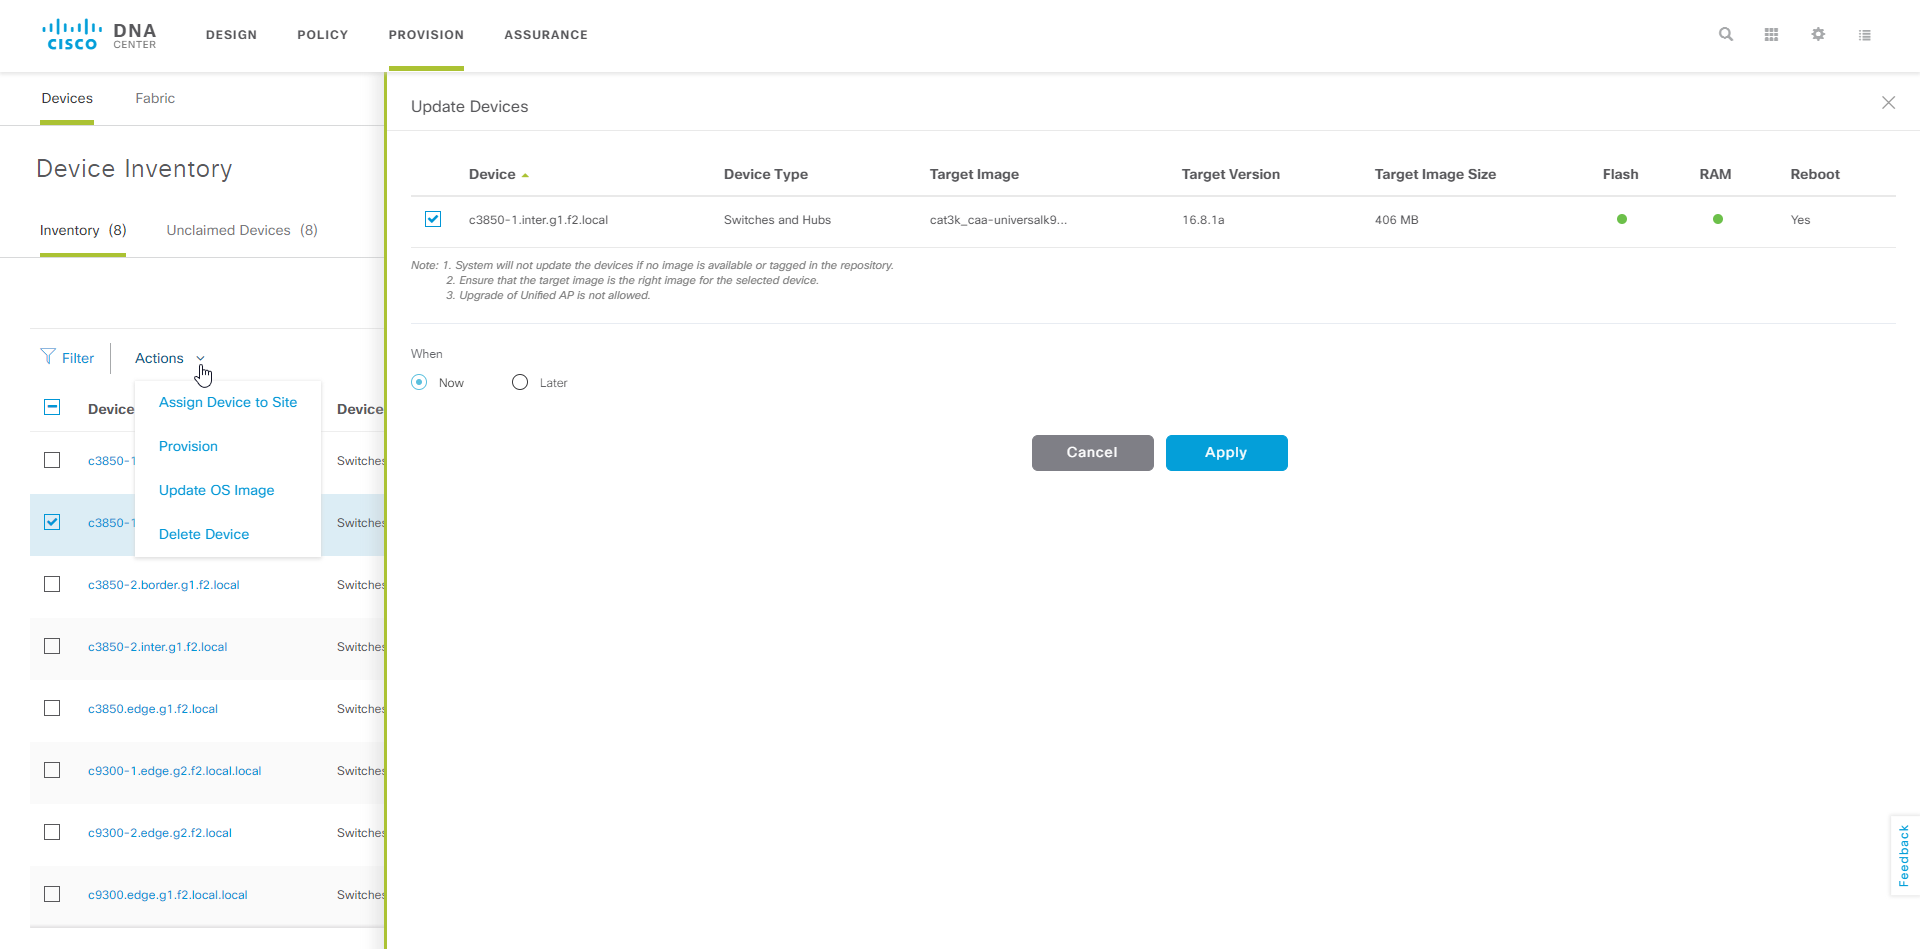 CISCO DNA CENTER DESIGN POLICY PROVISION ASSURANCE
Devices Fabric
Device Inventory
Inventory (8) Unclaimed Devices (8)
Filter Actions
Assign Device to Site
Provision
Update OS Image
Delete Device
Device Device
c3850-1 Switches
c3850-1 Switches
c3850-2.border.g1.f2.local Switches
c3850-2.inter.g1.f2.local Switches
c3850.edge.g1.f2.local Switches
c9300-1.edge.g2.f2.local.local Switches
c9300-2.edge.g2.f2.local Switches
c9300.edge.g1.f2.local.local Switches
Update Devices
Device Device Type Target Image Target Version Target Image Size Flash RAM Reboot
c3850-1.inter.g1.f2.local Switches and Hubs cat3k_caa-universalk9... 16.8.1a 406 MB Yes
Note: 1. System will not update the devices if no image is available or tagged in the repository.
2. Ensure that the target image is the right image for the selected device.
3. Upgrade of Unified AP is not allowed.
When
Now Later
Cancel Apply
Feedback